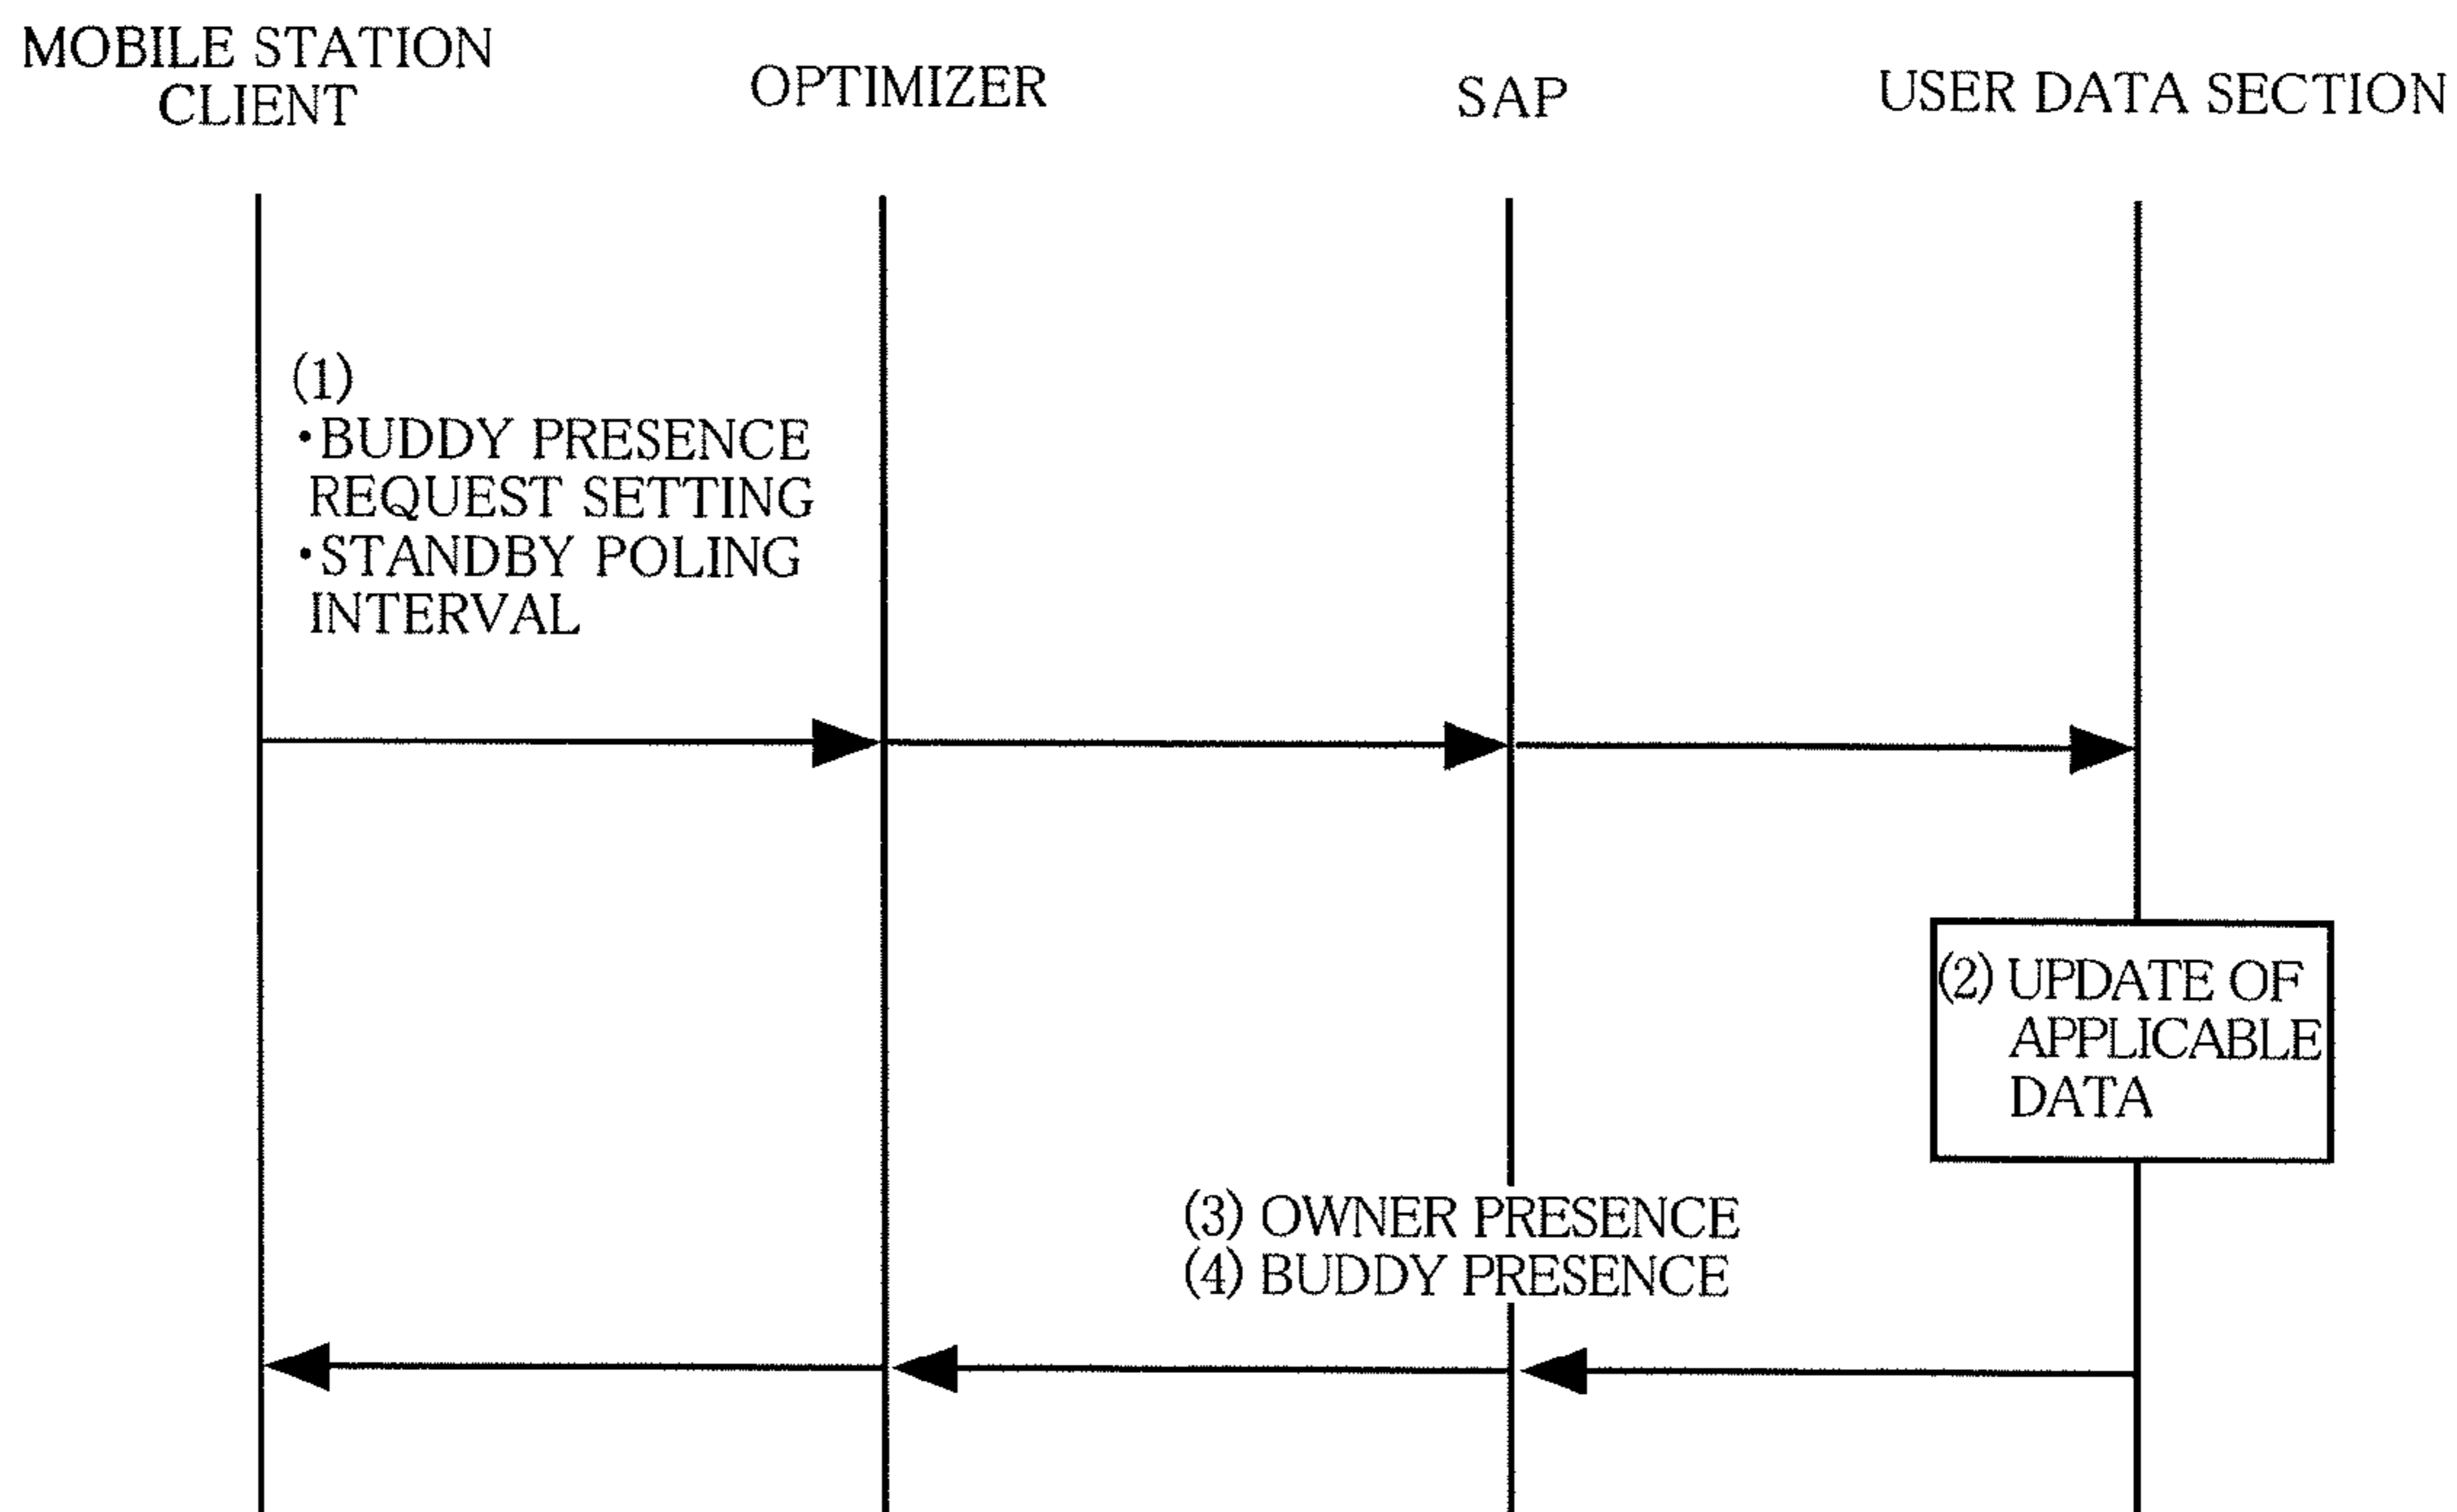 MOBILE STATION
CLIENT
OPTIMIZER
SAP
USER DATA SECTION
(1)
・BUDDY PRESENCE
REQUEST SETTING
・STANDBY POLING
INTERVAL
(2) UPDATE OF
APPLICABLE
DATA
(3) OWNER PRESENCE
(4) BUDDY PRESENCE